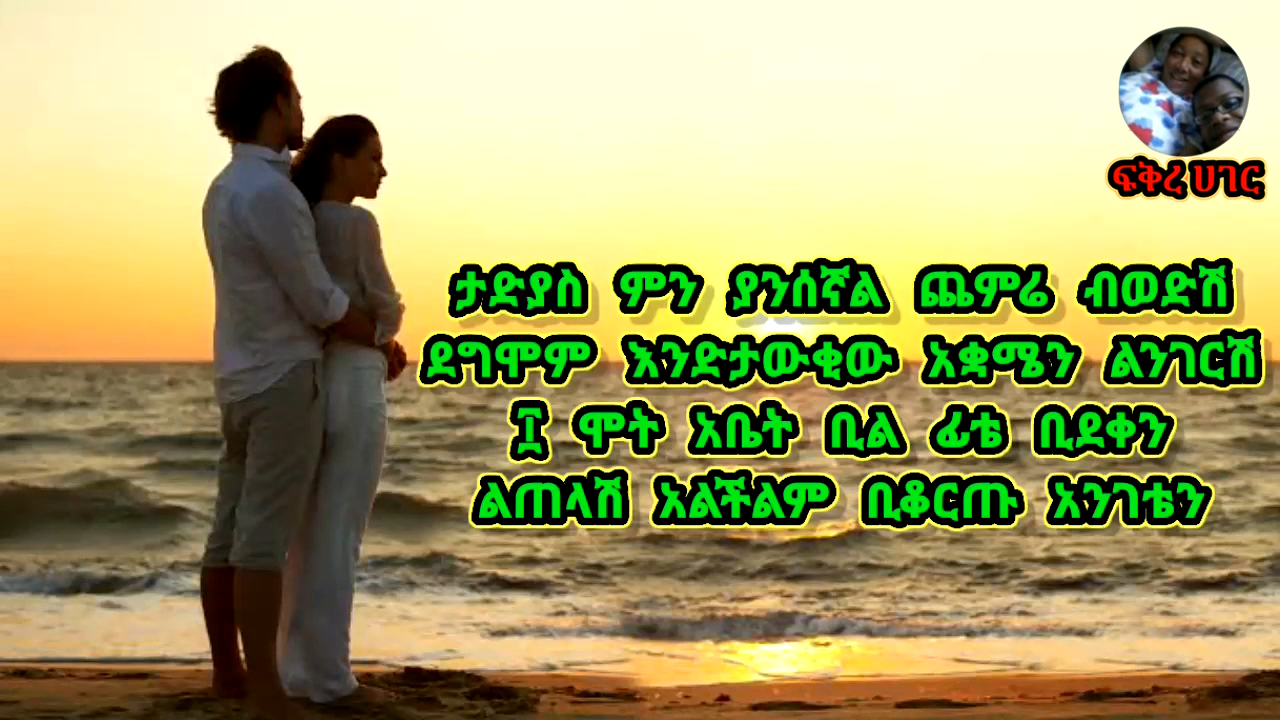 ፍቅረ ሀገር
ታድያስ ምን ያንሰኛል ጨምሬ ብወድሽ
ደግሞም እንድታውቂው አቋሜን ልንገርሽ
፲ ሞት አቤት ቢል ፊቴ ቢደቀን
ልጠላሽ አልችልም ቢቆርጡ አንገቴን